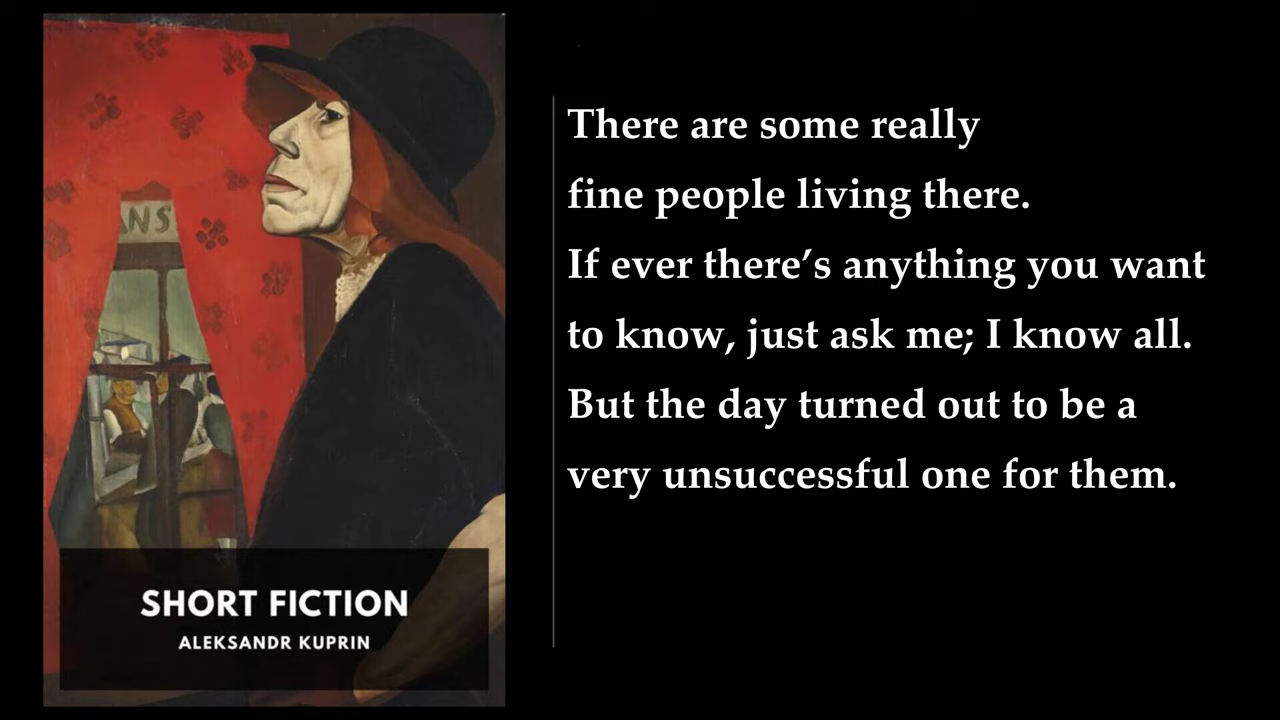 ANS
SHORT FICTION
ALEKSANDR KUPRIN
There are some really
fine people living there.
If ever there’s anything you want
to know, just ask me; I know all.
But the day turned out to be a
very unsuccessful one for them.